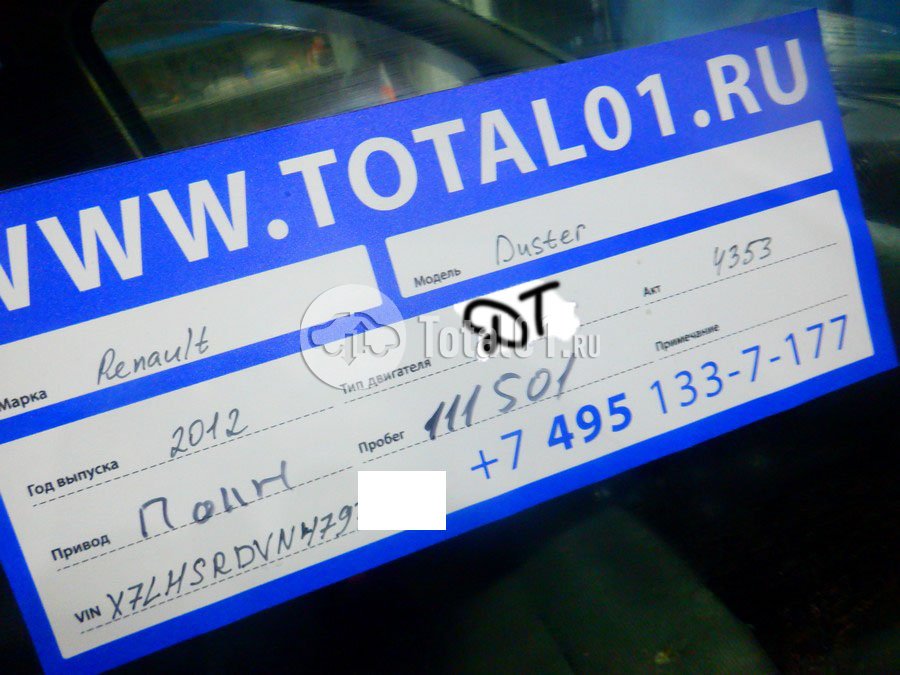 WWW.TOTAL01.RU
Марка Renault Модель Duster
Год выпуска 2012 Тип двигателя DT Акт 4353
Привод Полн Пробег 111501 Примечание
VIN X7LHSRDVN479 +7 495 133-7-177
Total01.RU